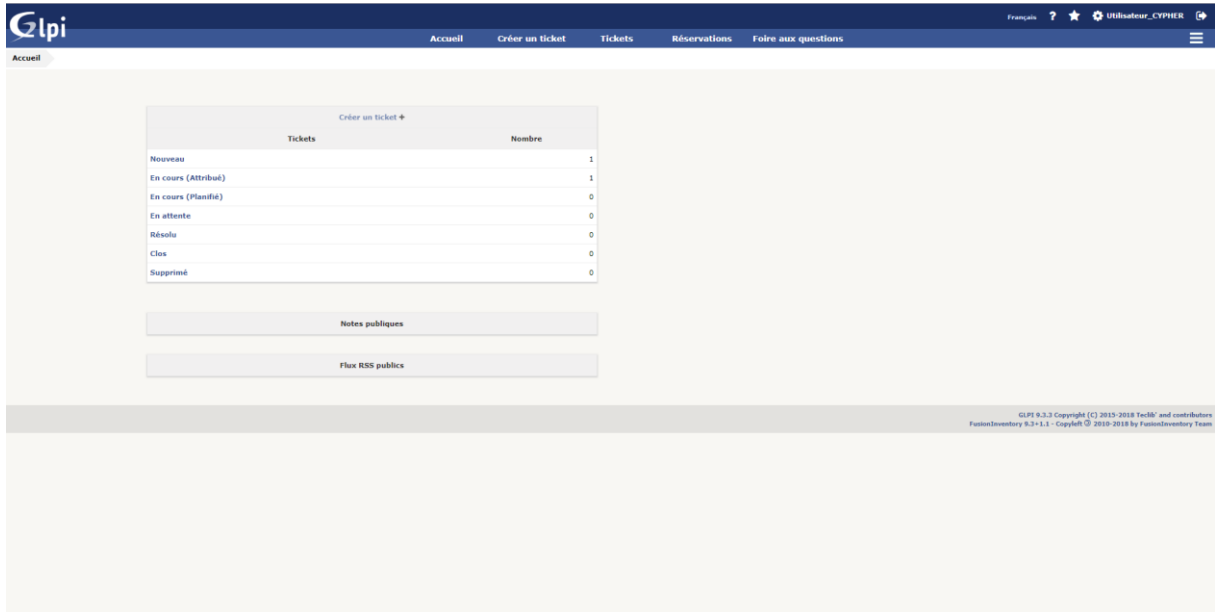 Glpi
Français ? Utilisateur_CYPHER
Accueil Créer un ticket Tickets Réservations Foire aux questions
Accueil
Créer un ticket +
Tickets Nombre
Nouveau 1
En cours (Attribué) 1
En cours (Planifié) 0
En attente 0
Résolu 0
Clos 0
Supprimé 0
Notes publiques
Flux RSS publics
GLPI 9.3.3 Copyright (C) 2015-2018 Teclib' and contributors
FusionInventory 9.3+1.1 - Copyleft 🄯 2010-2018 by FusionInventory Team